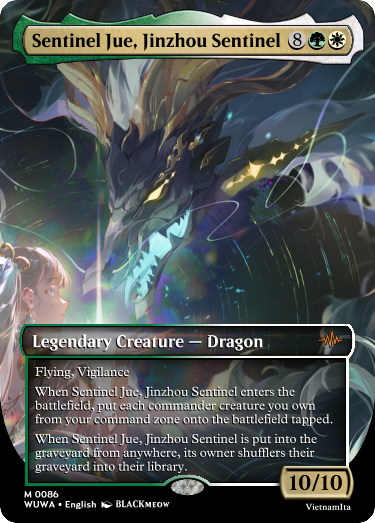 Sentinel Jue, Jinzhou Sentinel 8
Legendary Creature — Dragon
Flying, Vigilance
When Sentinel Jue, Jinzhou Sentinel enters the
battlefield, put each commander creature you own
from your command zone onto the battlefield tapped.
When Sentinel Jue, Jinzhou Sentinel is put into the
graveyard from anywhere, its owner shufflers their
graveyard into their library.
10/10
M 0086
WUWA • English BLACKMEOW
VietnamIta